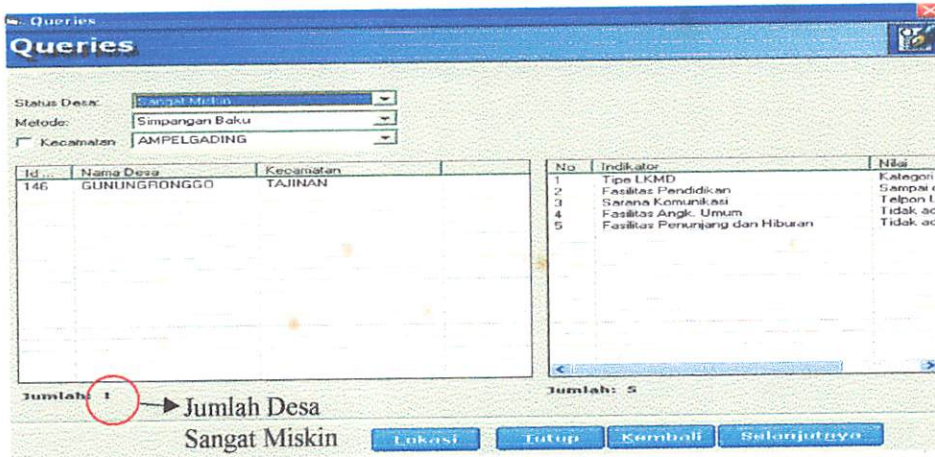 Queries
Queries
Status Desa: Sangat Miskin
Metode: Simpangan Baku
Kecamatan AMPELGADING
Id ... Nama Desa Kecamatan
146 GUNUNGRONGGO TAJINAN
No Indikator Nilai
1 Tipe LKMD Kategori
2 Fasilitas Pendidikan Sampai
3 Sarana Komunikasi Telpon
4 Fasilitas Angk. Umum Tidak
5 Fasilitas Penunjang dan Hiburan Tidak
Jumlah: 1
Jumlah: 5
Jumlah Desa
Sangat Miskin
Lokasi Tutup Kembali Selanjutnya